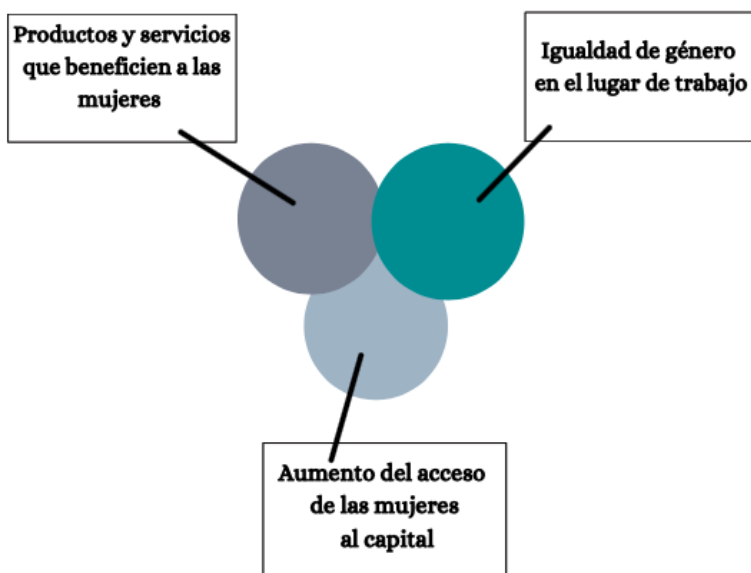 Productos y servicios
que beneficien a las
mujeres
Igualdad de género
en el lugar de trabajo
Aumento del acceso
de las mujeres
al capital